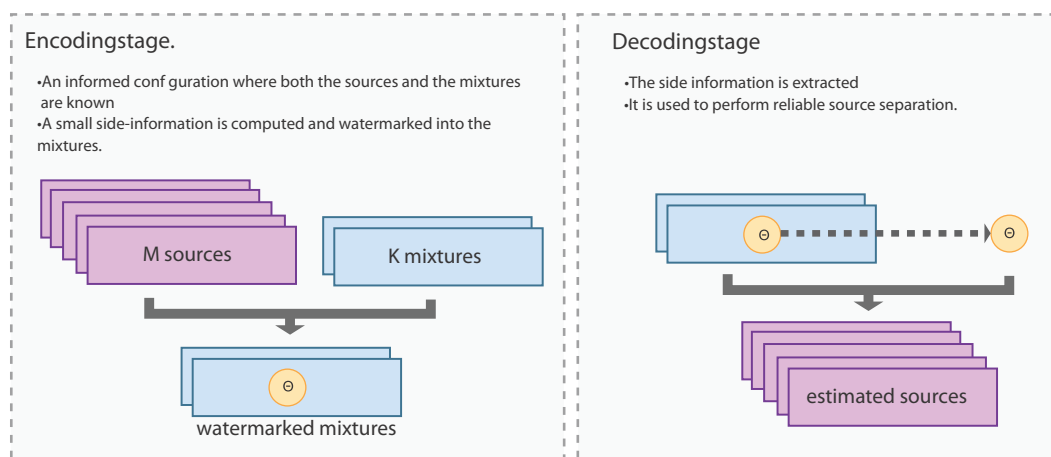 Encodingstage.
•An informed conf guration where both the sources and the mixtures
are known
•A small side-information is computed and watermarked into the
mixtures.
M sources
K mixtures
Θ
watermarked mixtures
Decodingstage
•The side information is extracted
•It is used to perform reliable source separation.
Θ
Θ
estimated sources